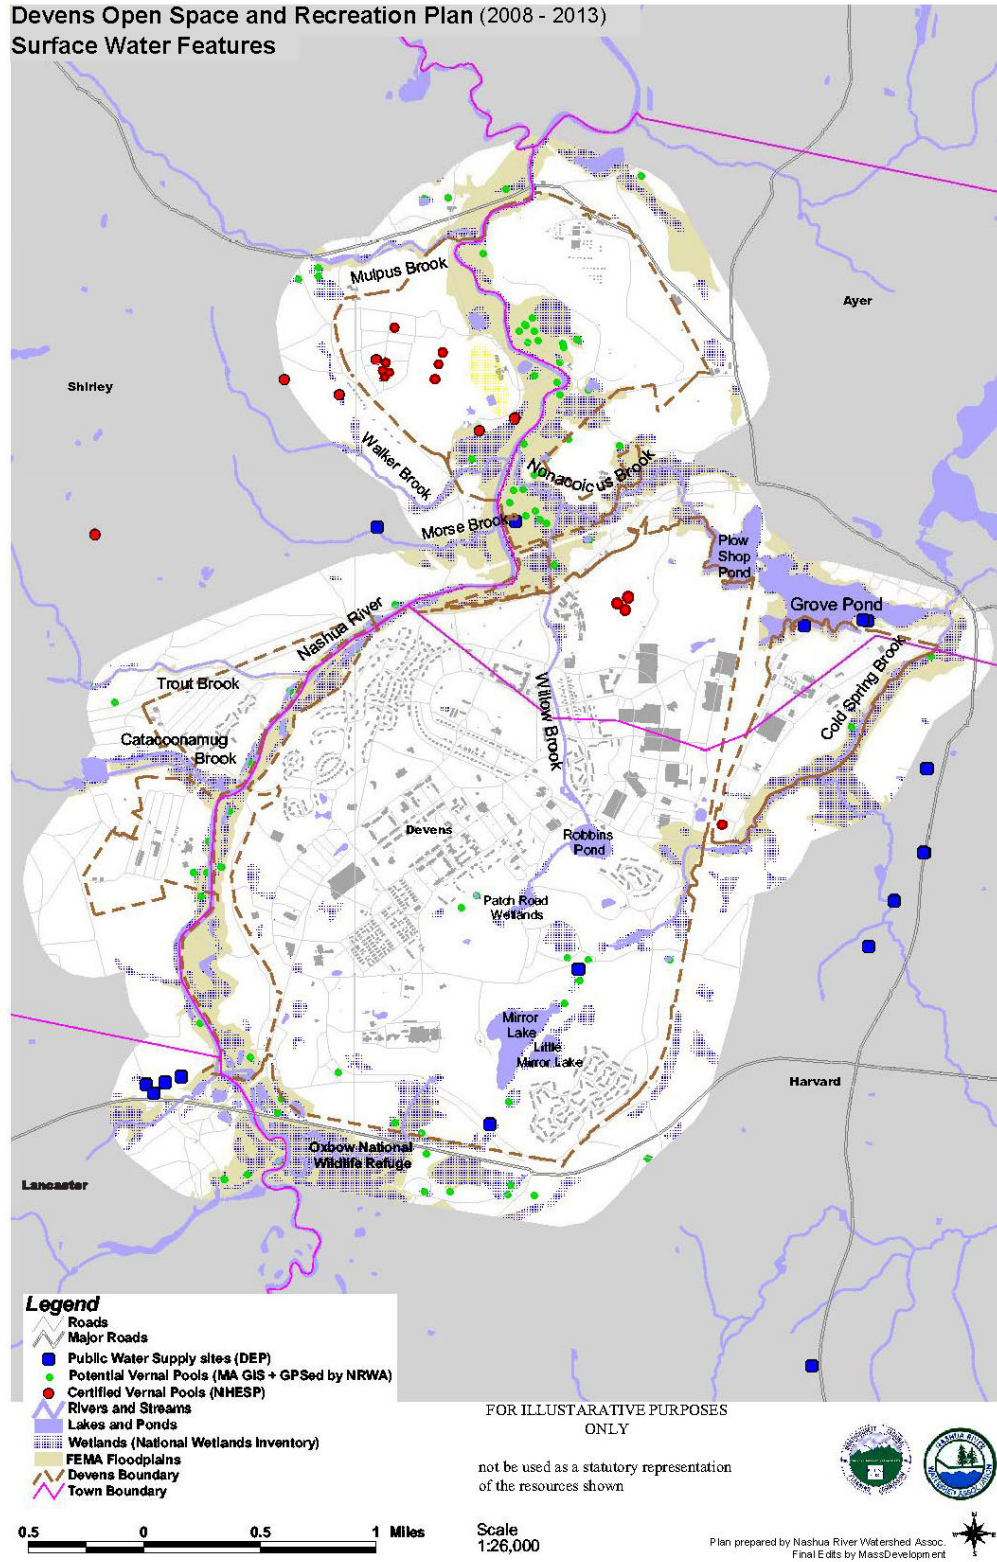 Devens Open Space and Recreation Plan (2008 - 2013)
Surface Water Features
Mulpus Brook
Ayer
Shirley
Walker Brook
Nonacoicus Brook
Morse Brook
Plow
Shop
Pond
Grove Pond
Nashua River
Cold Spring Brook
Trout Brook
Willow Brook
Catacoonamug
Brook
Devens
Robbins
Pond
Patch Road
Wetlands
Mirror
Lake
Little
Mirror Lake
Harvard
Oxbow National
Wildlife Refuge
Lancaster
Legend
Roads
Major Roads
Public Water Supply sites (DEP)
Potential Vernal Pools (MA GIS + GPSed by NRWA)
Certified Vernal Pools (NHESP)
Rivers and Streams
Lakes and Ponds
Wetlands (National Wetlands Inventory)
FEMA Floodplains
Devens Boundary
Town Boundary
FOR ILLUSTARATIVE PURPOSES
ONLY
not be used as a statutory representation
of the resources shown
NASHUA RIVER
WATERSHED ASSOCIATION
0.5 0 0.5 1 Miles
Scale
1:26,000
N
W E
S
Plan prepared by Nashua River Watershed Assoc.
Final Edits by MassDevelopment